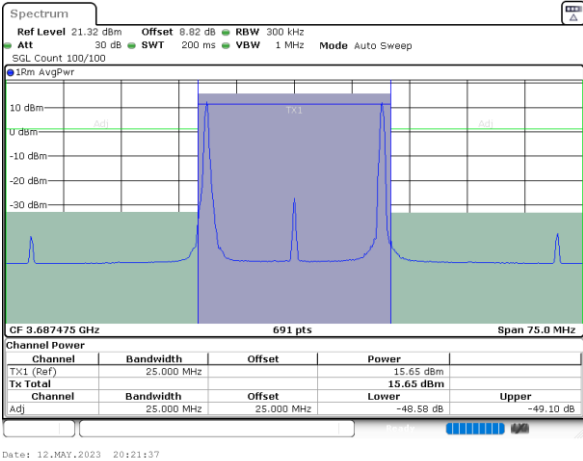 Spectrum
Ref Level 21.32 dBm Offset 8.82 dB RBW 300 kHz
Att 30 dB SWT 200 ms VBW 1 MHz Mode Auto Sweep
SGL Count 100/100
1Rm AvgPwr
10 dBm
TX1
Adj Adj
0 dBm
-10 dBm
-20 dBm
-30 dBm
CF 3.687475 GHz 691 pts Span 75.0 MHz
Channel Power
Channel Bandwidth Offset Power
TX1 (Ref) 25.000 MHz 15.65 dBm
Tx Total 15.65 dBm
Channel Bandwidth Offset Lower Upper
Adj 25.000 MHz 25.000 MHz -48.58 dB -49.10 dB
Ready
Date: 12.MAY.2023 20:21:37